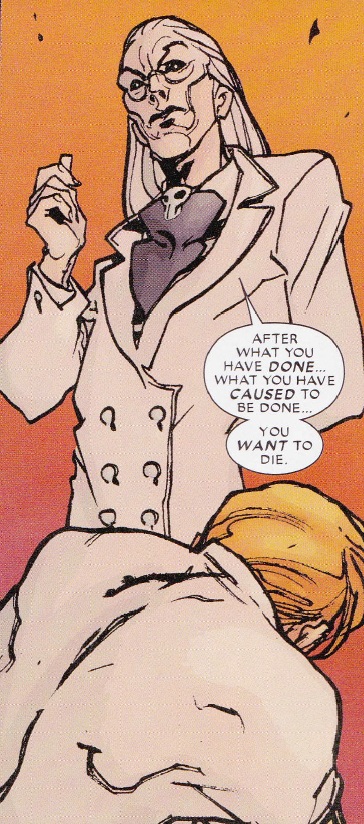 AFTER
WHAT YOU
HAVE DONE...
WHAT YOU HAVE
CAUSED TO
BE DONE...
YOU
WANT TO
DIE.